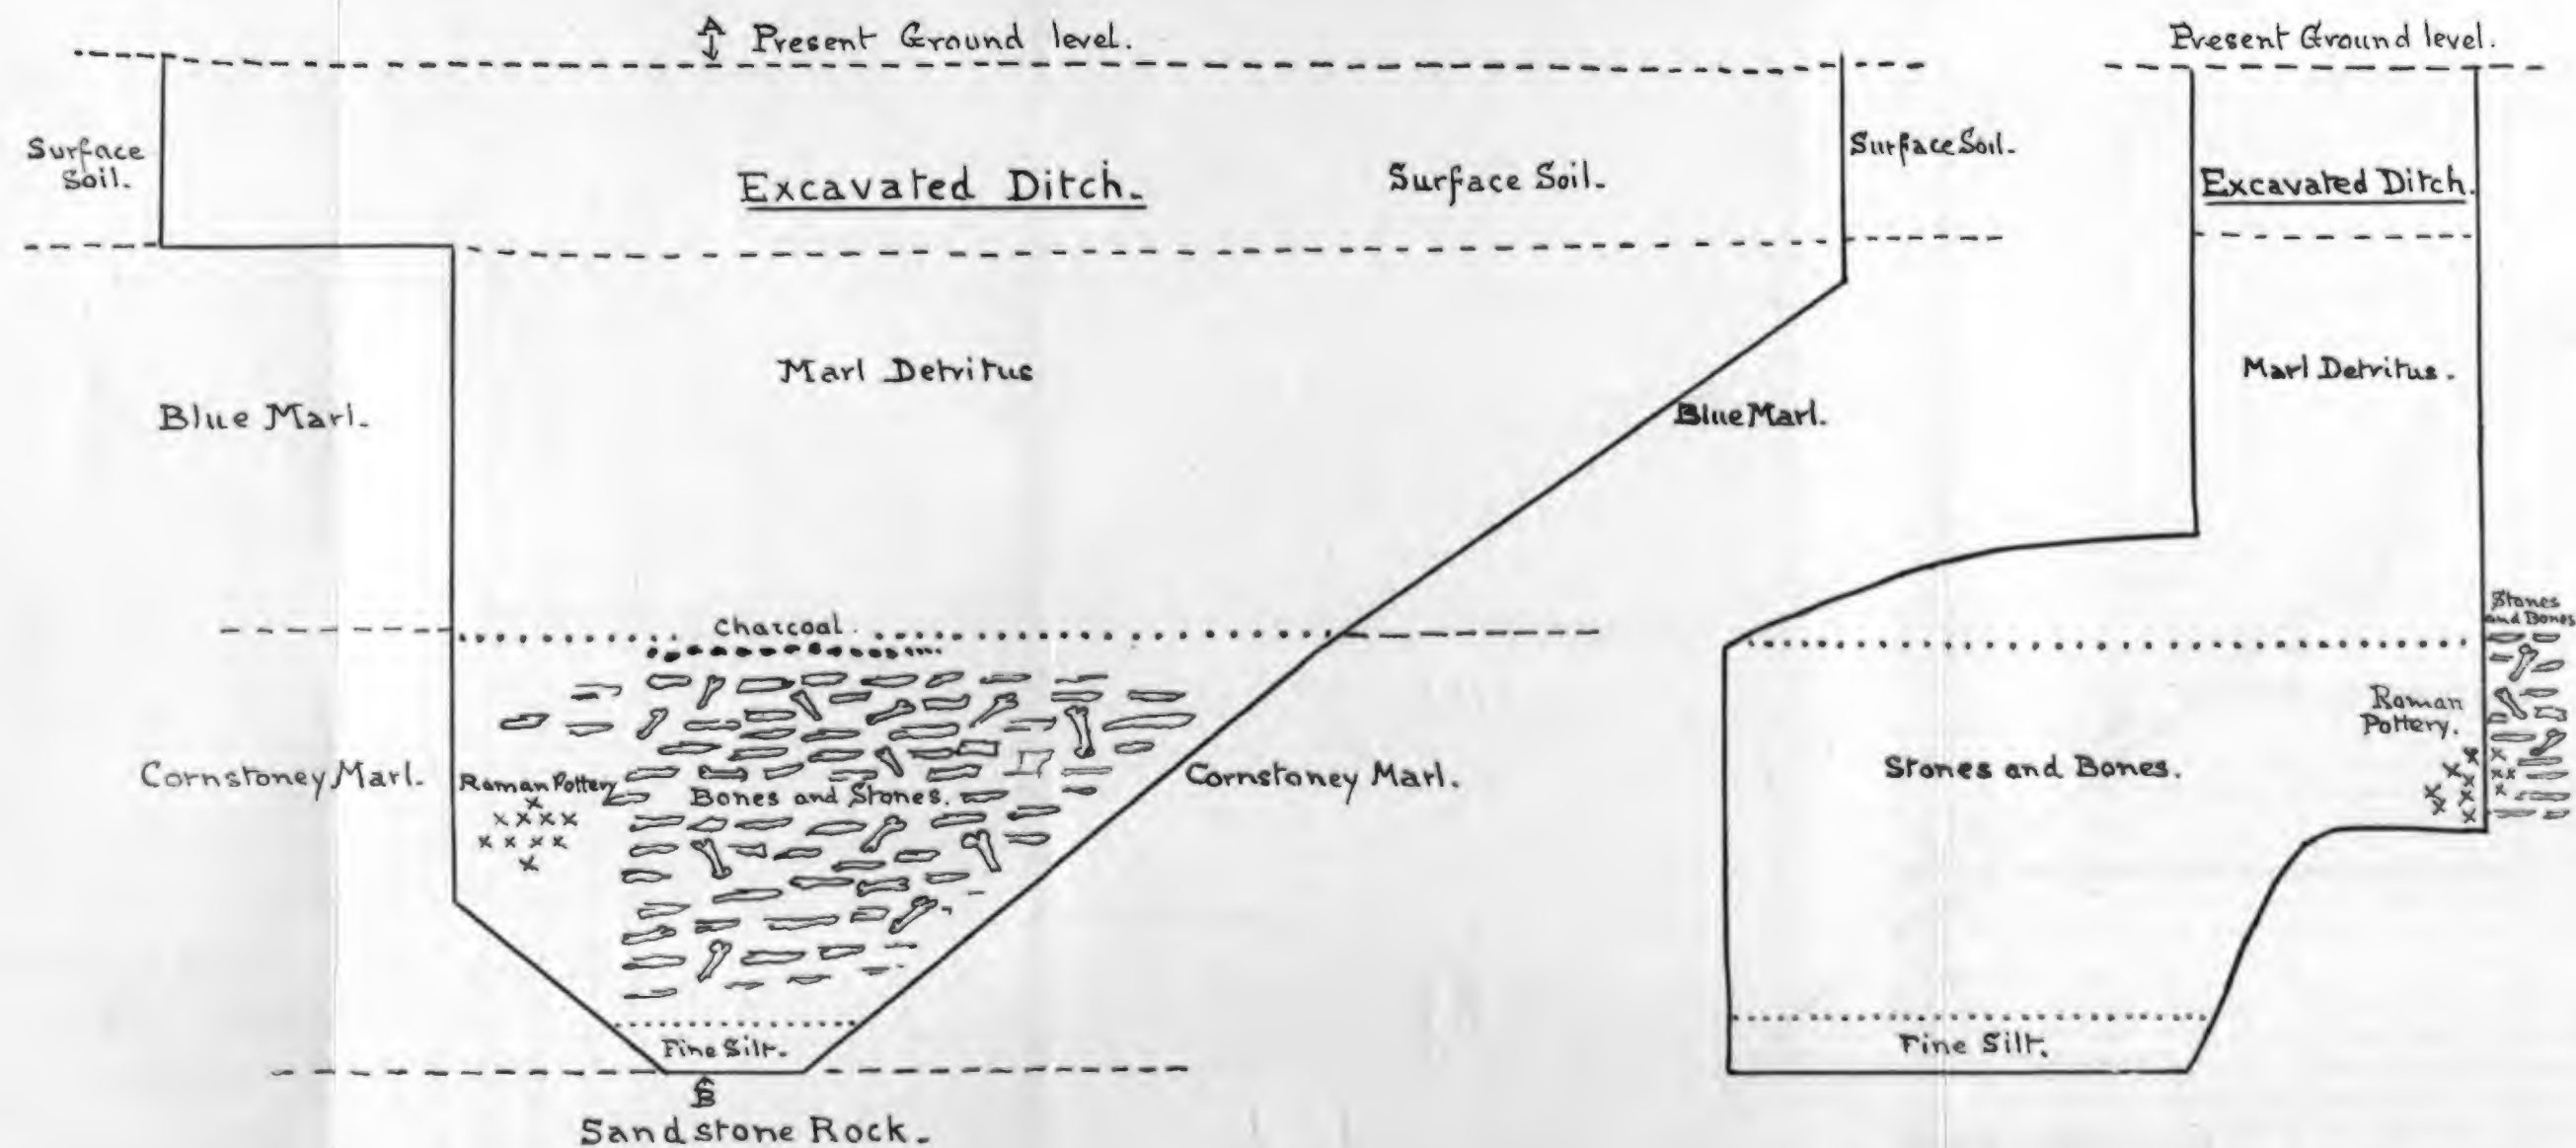 A Present Ground level.
Present Ground level.
Surface
Soil.
Excavated Ditch.
Surface Soil.
Surface Soil.
Excavated Ditch.
Marl Detritus
Marl Detritus.
Blue Marl.
Blue Marl.
Charcoal.
Stones
and Bones
Roman
Pottery.
Cornstoney Marl.
Roman Pottery
Bones and Stones.
Cornstoney Marl.
Stones and Bones.
Fine Silt.
Fine Silt.
B
Sandstone Rock.